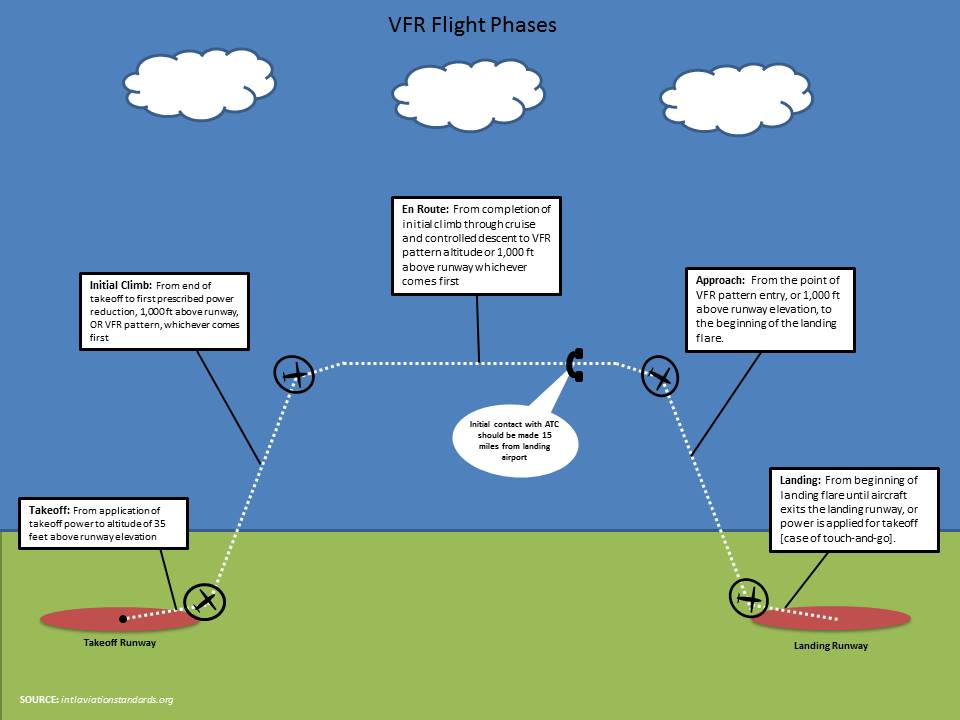 VFR Flight Phases
En Route: From completion of
initial climb through cruise
and controlled descent to VFR
pattern altitude or 1,000 ft
above runway whichever
comes first
Initial Climb: From end of
takeoff to first prescribed power
reduction, 1,000 ft above runway,
OR VFR pattern, whichever comes
first
Approach: From the point of
VFR pattern entry, or 1,000 ft
above runway elevation, to
the beginning of the landing
flare.
Initial contact with ATC
should be made 15
miles from landing
airport
Takeoff: From application of
takeoff power to altitude of 35
feet above runway elevation
Landing: From beginning of
landing flare until aircraft
exits the landing runway, or
power is applied for takeoff
[case of touch-and-go].
Takeoff Runway
Landing Runway
SOURCE: intlaviationstandards.org